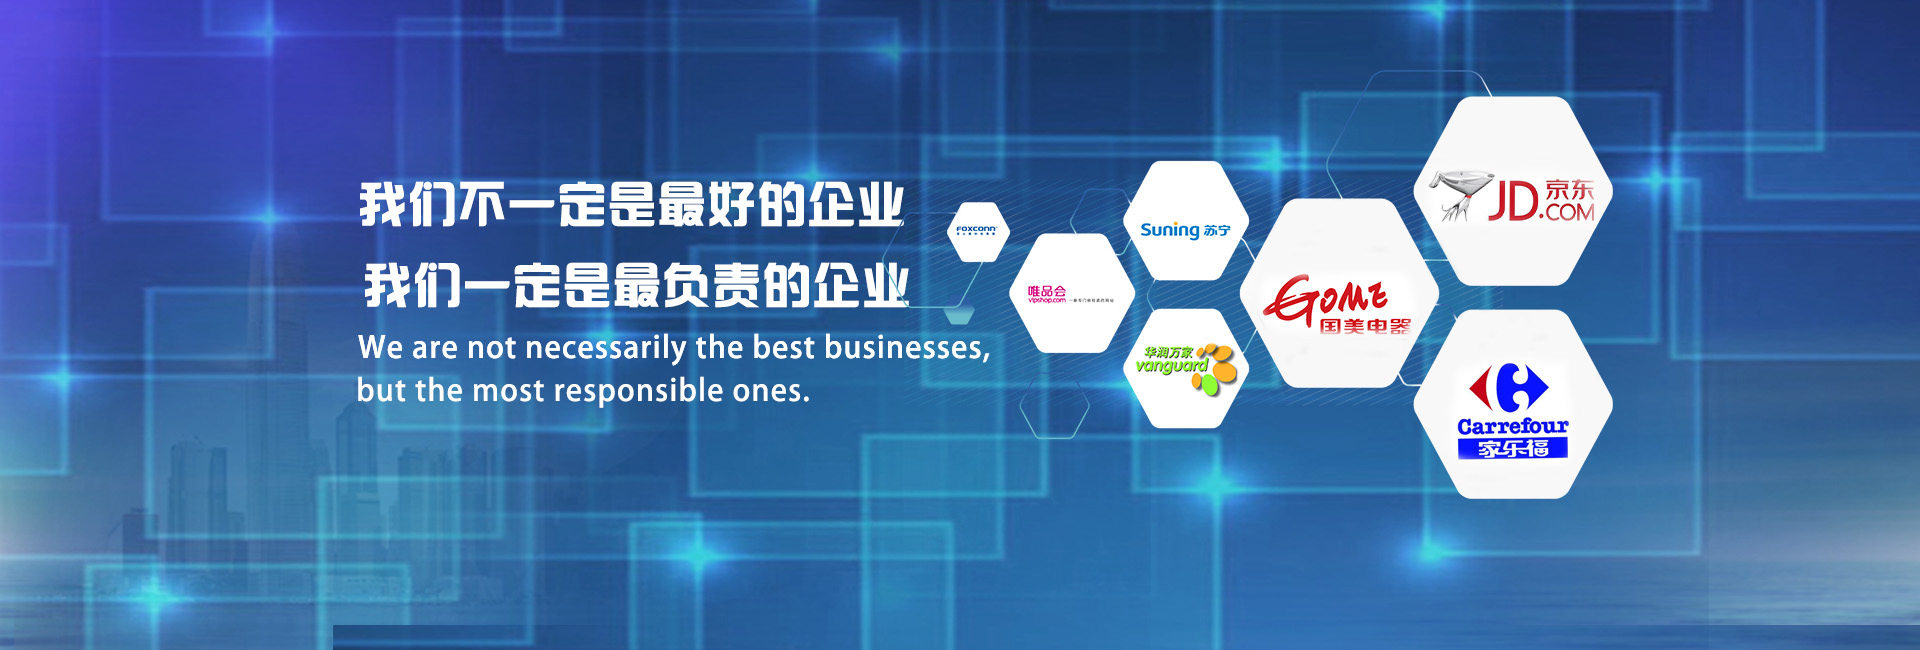 我们不一定是最好的企业
我们一定是最负责的企业
We are not necessarily the best businesses,
but the most responsible ones.
FOXCONN
唯品会
vipshop.com
Suning 苏宁
华润万家
vanguard
GOME
国美电器
JD 京东
.COM
Carrefour
家乐福